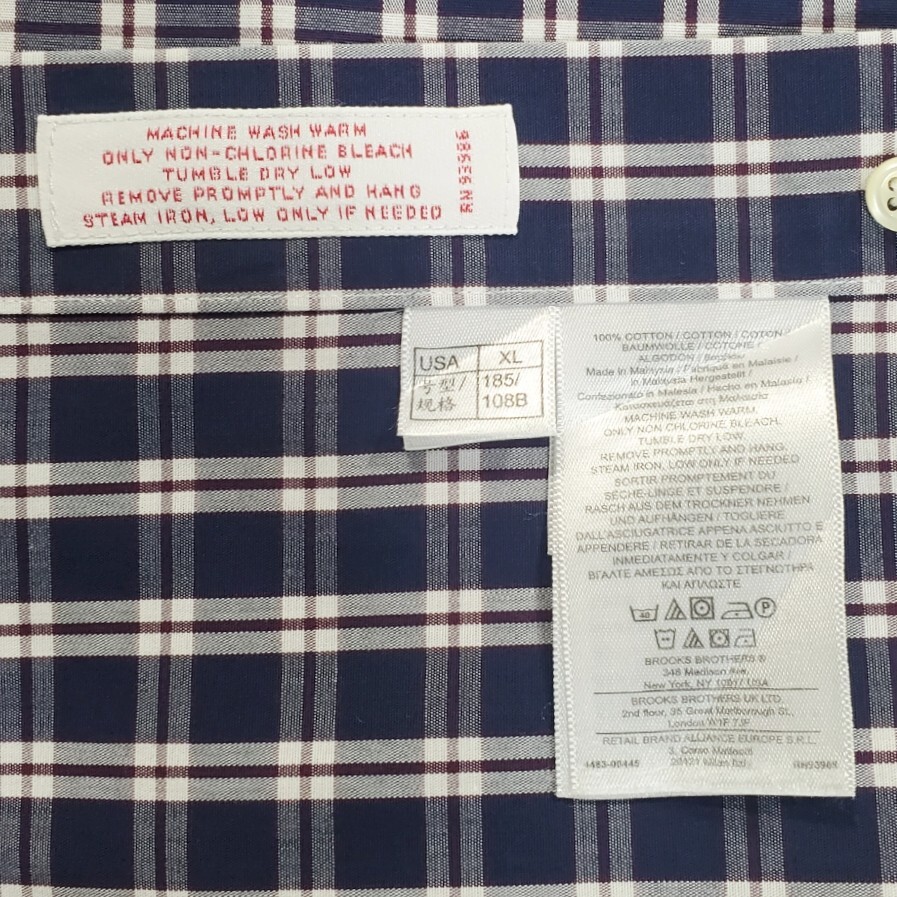 MACHINE WASH WARM
ONLY NON-CHLORINE BLEACH
TUMBLE DRY LOW
REMOVE PROMPTLY AND HANG
STEAM IRON, LOW ONLY IF NEEDED
USA XL
号型/ 185/
规格 108B
100% COTTON / COTTON / COTON /
BAUMWOLLE / COTONE /
ALGODON /
Made in Malaysia / Fabriqué en Malaisie /
in Malaysia Hergestellt /
Confezionato in Malesia / Hecho en Malasia /
Κατασκευάζεται στη Μαλαισία
MACHINE WASH WARM,
ONLY NON CHLORINE BLEACH,
TUMBLE DRY LOW,
REMOVE PROMPTLY AND HANG,
STEAM IRON, LOW ONLY IF NEEDED
SORTIR PROMPTEMENT DU
SÈCHE-LINGE ET SUSPENDRE /
RASCH AUS DEM TROCKNER NEHMEN
UND AUFHÄNGEN / TOGLIERE
DALL'ASCIUGATRICE APPENA ASCIUTTO E
APPENDERE / RETIRAR DE LA SECADORA
INMEDIATAMENTE Y COLGAR /
ΒΓΑΛΤΕ ΑΜΕΣΩΣ ΑΠΟ ΤΟ ΣΤΕΓΝΩΤΗΡΑ
ΚΑΙ ΑΠΛΩΣΤΕ
40 P
BROOKS BROTHERS ®
346 Madison Ave.
New York, NY 10017 USA
BROOKS BROTHERS UK LTD.
2nd floor, 35 Great Marlborough St.,
London W1F 7JF
RETAIL BRAND ALLIANCE EUROPE S.R.L.
3, Corso Matteotti
20121 Milan Italy